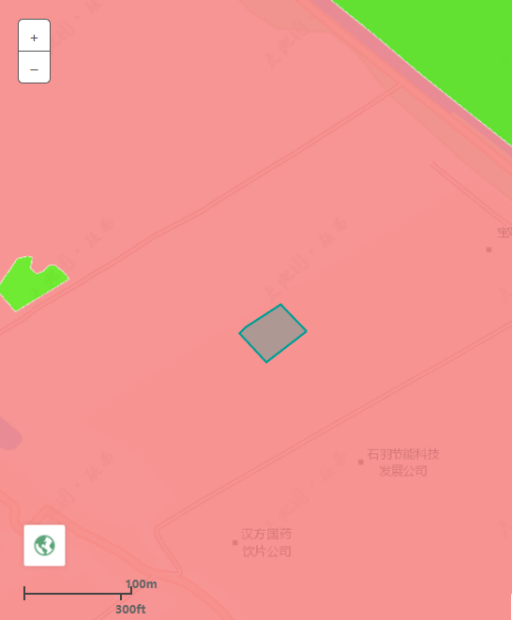 +
−
石羽节能科技
发展公司
汉方国药
饮片公司
100m
300ft